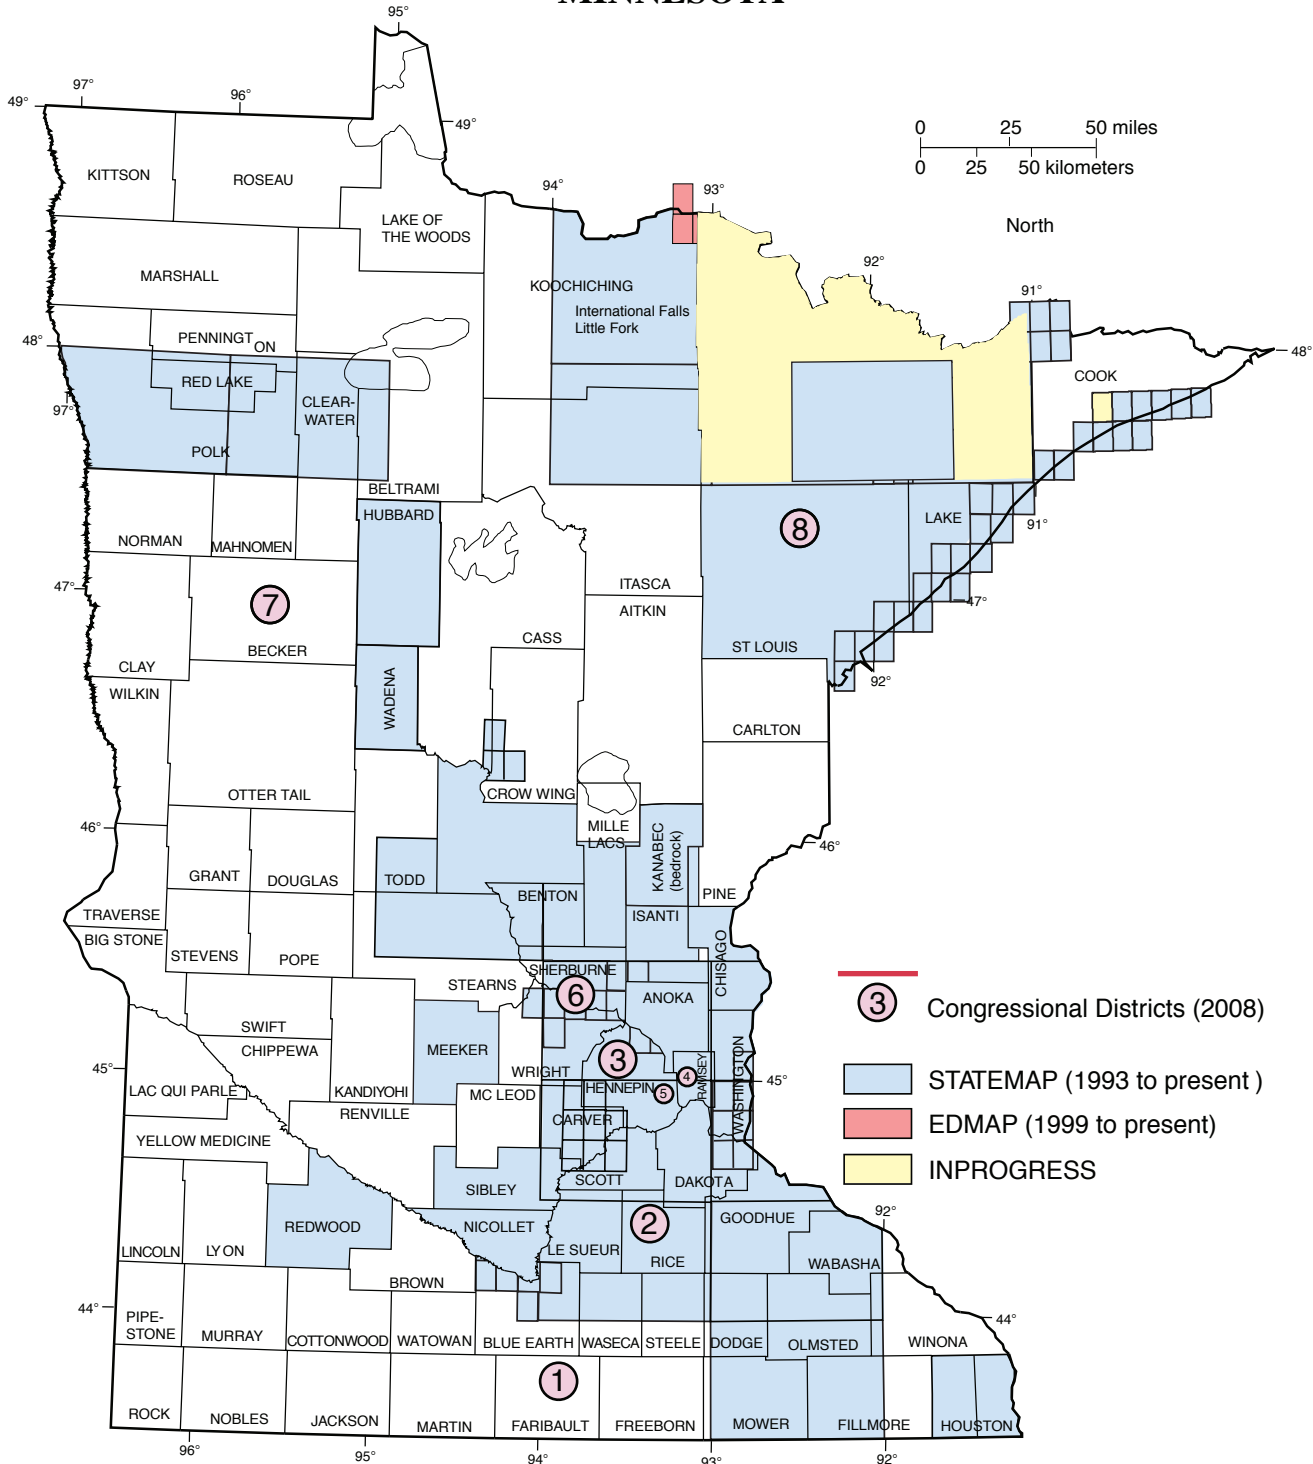 MINNESOTA
95°
97°
96°
49°
49°
0 25 50 miles
0 25 50 kilometers
94°
93°
North
KITTSON
ROSEAU
LAKE OF
THE WOODS
92°
91°
MARSHALL
KOOCHICHING
International Falls
Little Fork
48°
PENNINGT ON
48°
RED LAKE
COOK
CLEAR-
WATER
97°
POLK
BELTRAMI
HUBBARD
8
LAKE
91°
NORMAN
MAHNOMEN
47°
7
ITASCA
AITKIN
47°
CASS
BECKER
ST LOUIS
CLAY
WILKIN
WADENA
92°
CARLTON
OTTER TAIL
CROW WING
46°
MILLE
LACS
KANABEC
(bedrock)
46°
GRANT
DOUGLAS
TODD
BENTON
PINE
TRAVERSE
ISANTI
BIG STONE
STEVENS
POPE
CHISAGO
SHERBURNE
STEARNS
6
ANOKA
3 Congressional Districts (2008)
SWIFT
CHIPPEWA
MEEKER
3
45°
WRIGHT
RAMSEY
WASHINGTON
45°
STATEMAP (1993 to present )
LAC QUI PARLE
KANDIYOHI
MC LEOD
HENNEPIN
5
4
RENVILLE
CARVER
EDMAP (1999 to present)
YELLOW MEDICINE
INPROGRESS
SCOTT
DAKOTA
SIBLEY
REDWOOD
NICOLLET
2
GOODHUE
92°
LINCOLN
LYON
LE SUEUR
RICE
WABASHA
BROWN
44°
PIPE-
STONE
MURRAY
COTTONWOOD
WATOWAN
BLUE EARTH
WASECA
STEELE
DODGE
OLMSTED
WINONA
44°
1
ROCK
NOBLES
JACKSON
MARTIN
FARIBAULT
FREEBORN
MOWER
FILLMORE
HOUSTON
96°
95°
94°
93°
92°